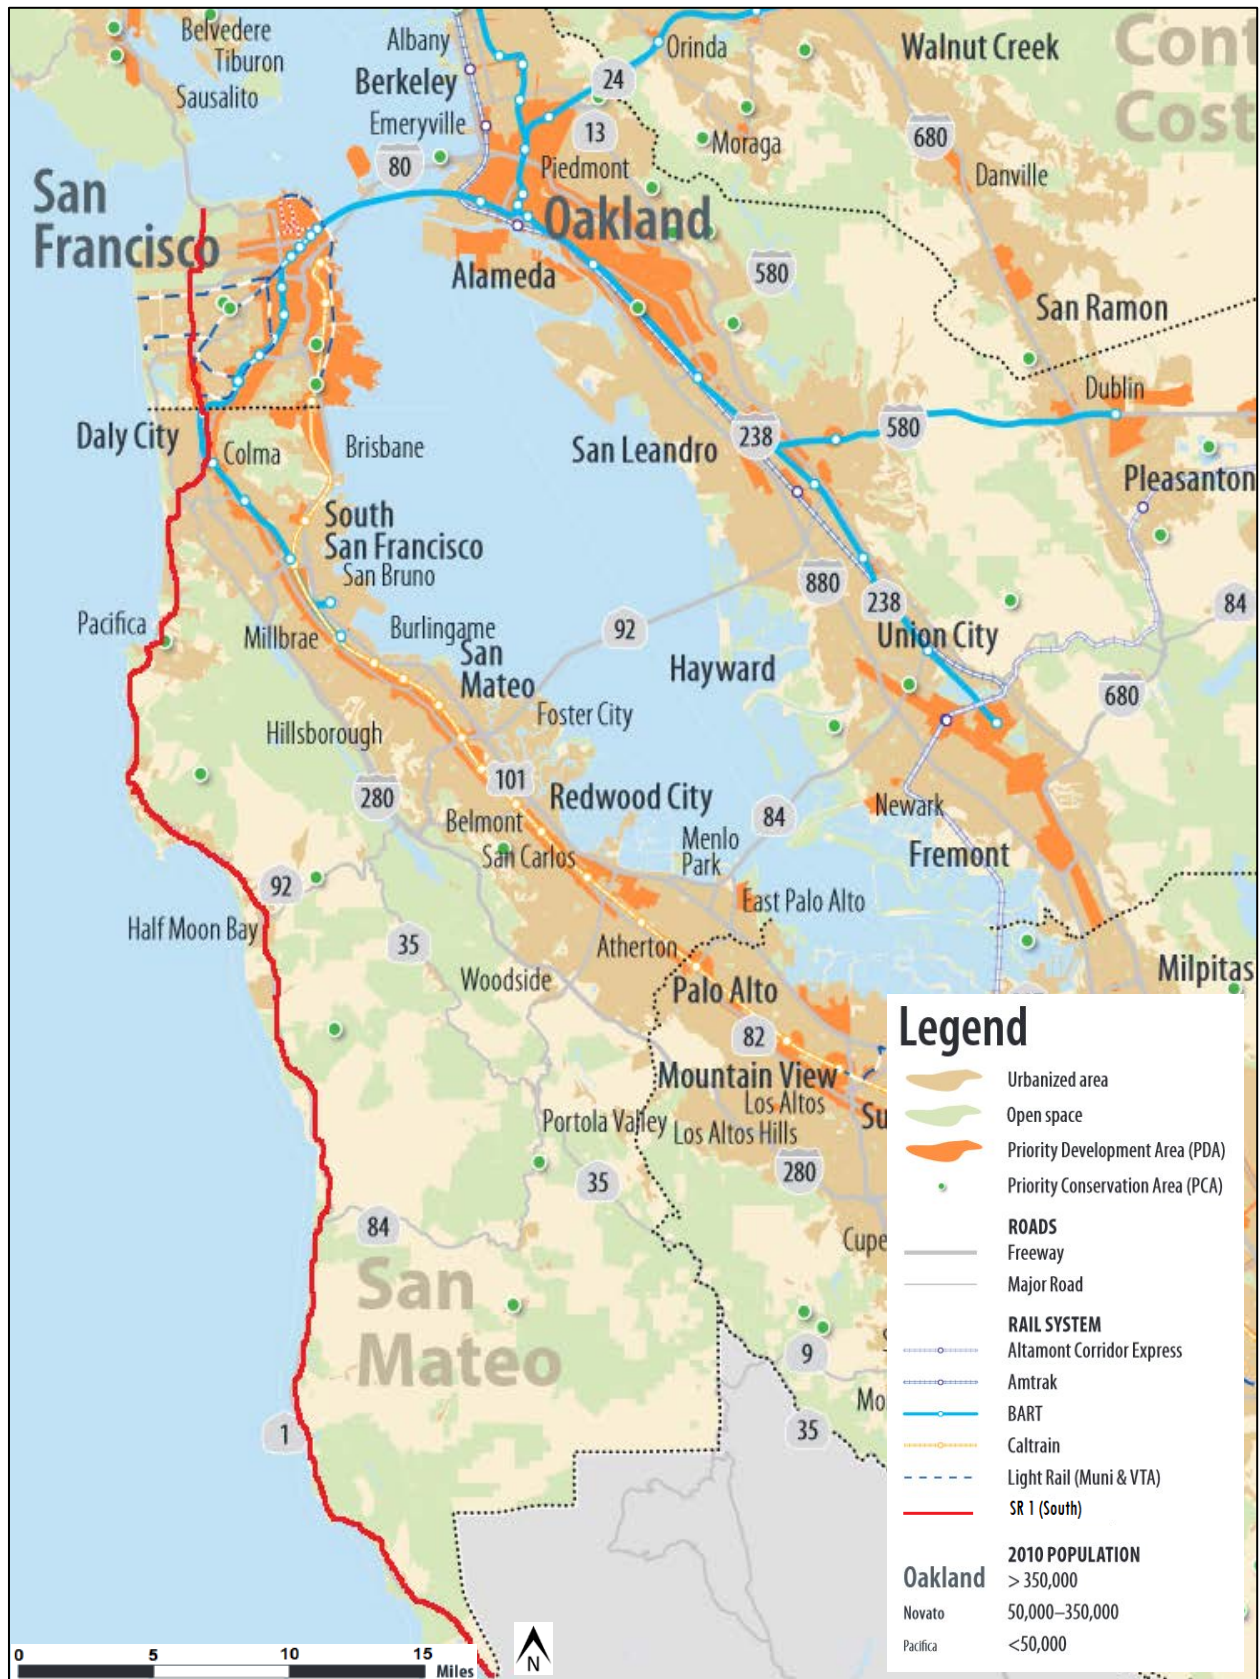 Belvedere
Tiburon
Sausalito
Albany
Berkeley
Emeryville
Orinda
Walnut Creek
Cont
Cost
24
13
80
680
Moraga
Piedmont
Danville
San
Francisco
Oakland
Alameda
580
San Ramon
Dublin
Daly City
Colma
Brisbane
San Leandro
238
580
Pleasanton
South
San Francisco
San Bruno
880
238
84
Pacifica
Millbrae
Burlingame
San
Mateo
92
Hayward
Union City
680
Foster City
Hillsborough
101
280
Redwood City
84
Newark
Belmont
San Carlos
Menlo
Park
Fremont
92
East Palo Alto
Half Moon Bay
35
Atherton
Woodside
Palo Alto
Milpitas
82
Mountain View
Los Altos
Su
Portola Valley
Los Altos Hills
280
35
84
Cupe
San
Mateo
9
Mo
35
1
Legend
Urbanized area
Open space
Priority Development Area (PDA)
Priority Conservation Area (PCA)
ROADS
Freeway
Major Road
RAIL SYSTEM
Altamont Corridor Express
Amtrak
BART
Caltrain
Light Rail (Muni & VTA)
SR 1 (South)
2010 POPULATION
Oakland > 350,000
Novato 50,000–350,000
Pacifica <50,000
0 5 10 15
Miles
N